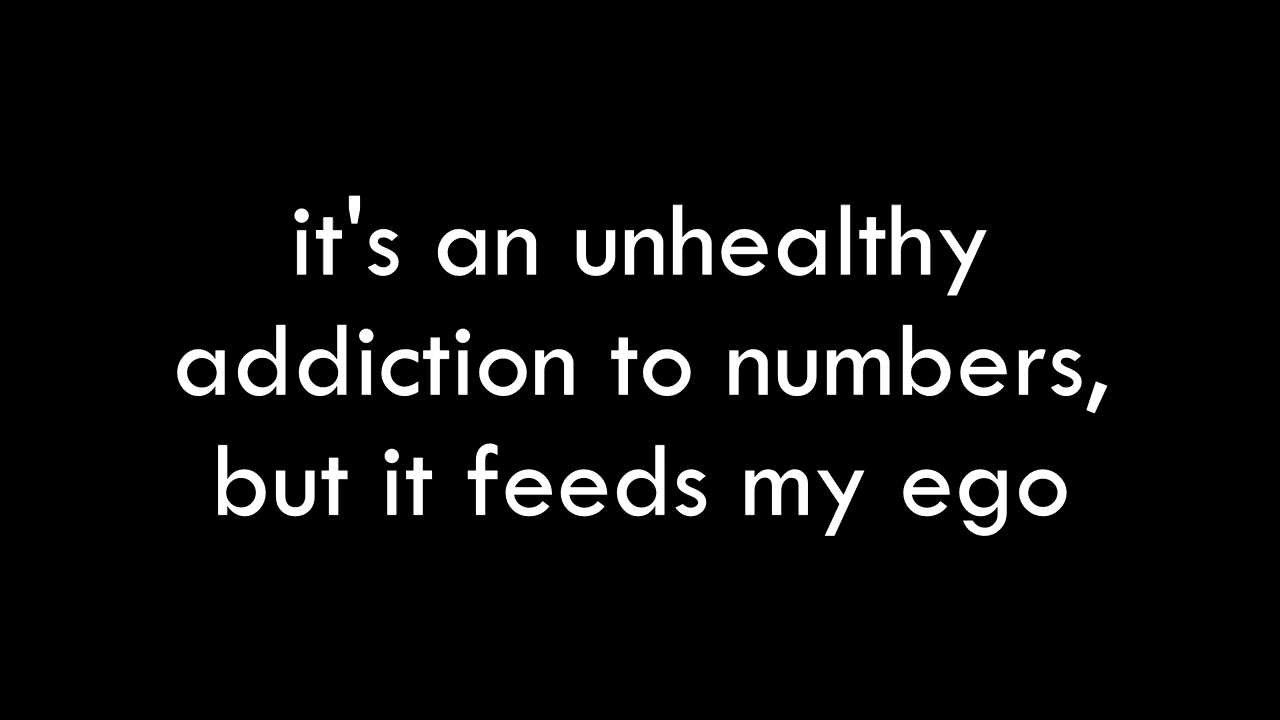 it's an unhealthy
addiction to numbers,
but it feeds my ego